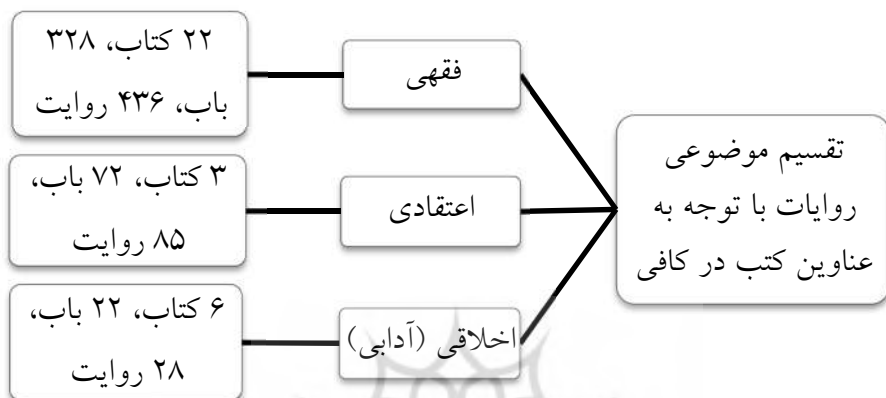 تقسیم موضوعی
روایات با توجه به
عناوین کتب در کافی
فقهی
۲۲ کتاب، ۳۲۸
باب، ۴۳۶ روایت
اعتقادی
۳ کتاب، ۷۲ باب،
۸۵ روایت
اخلاقی (آدابی)
۶ کتاب، ۲۲ باب،
۲۸ روایت